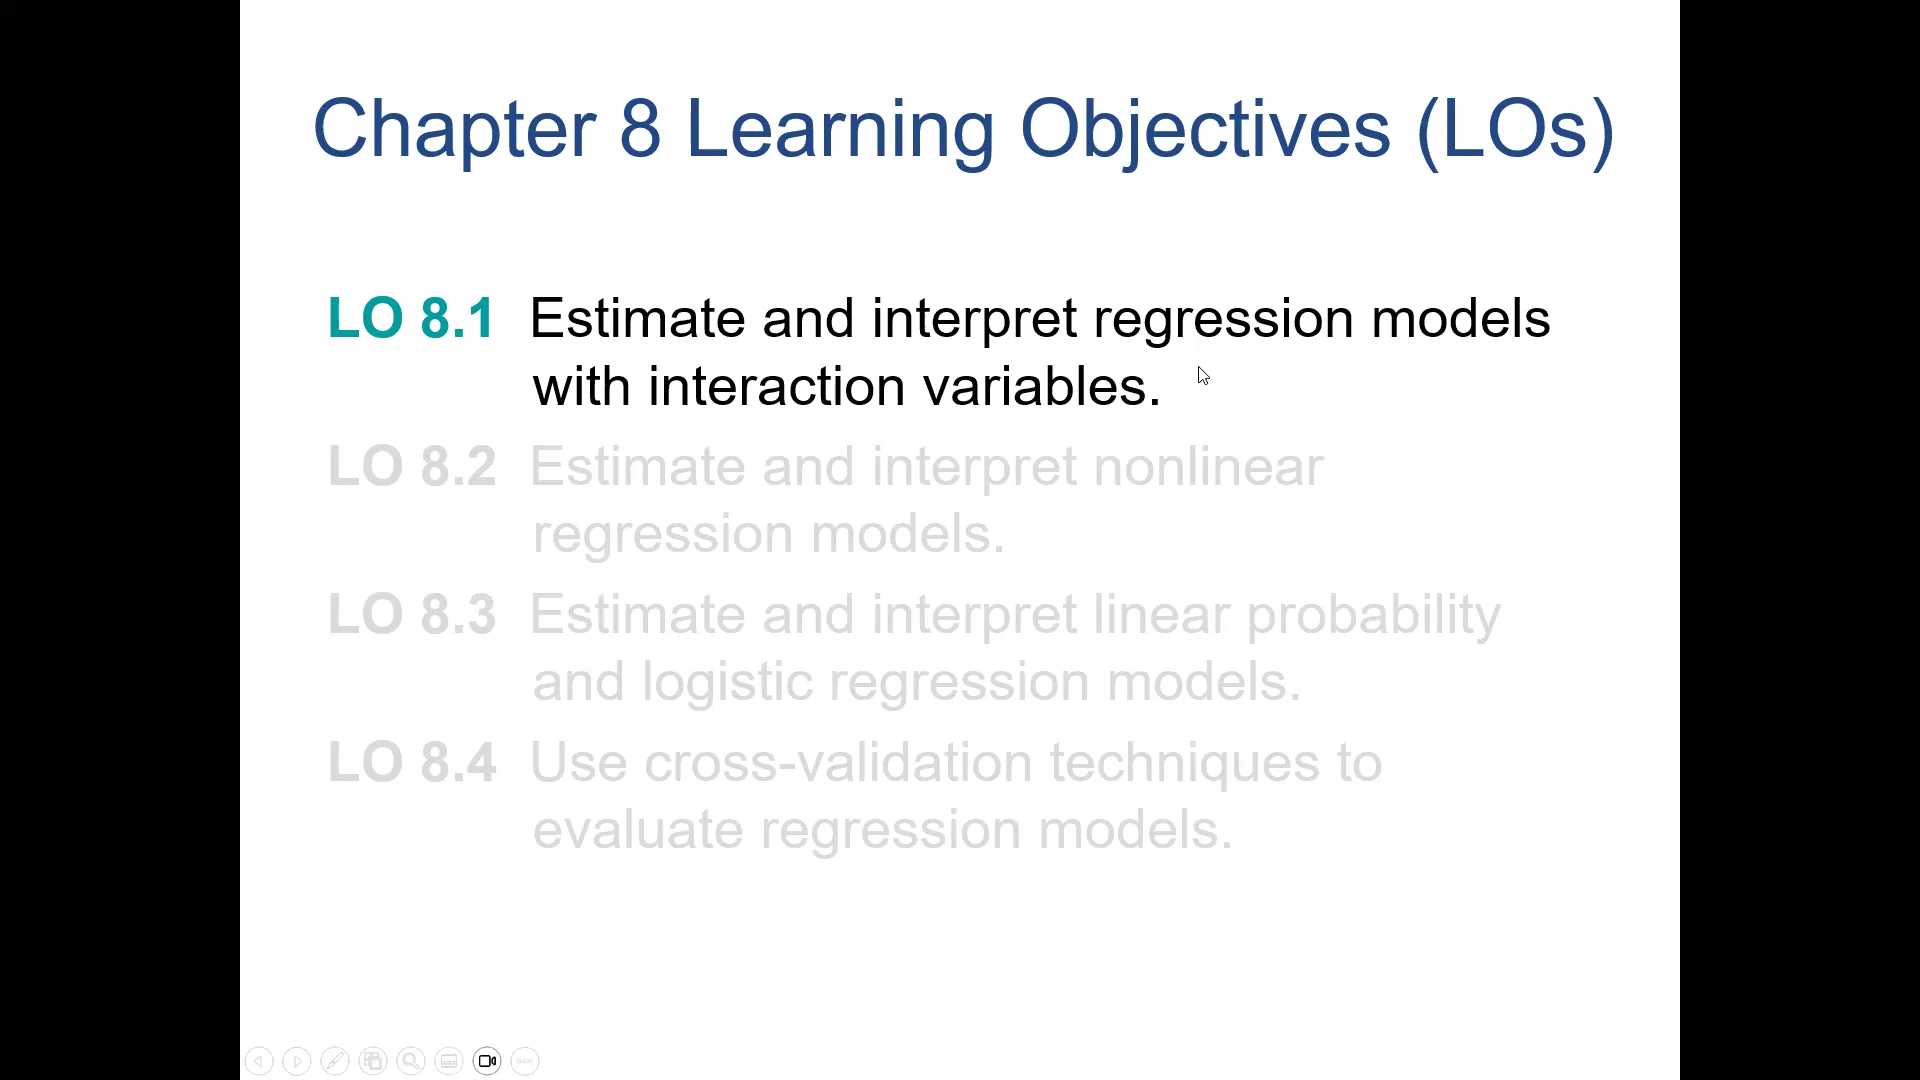 Chapter 8 Learning Objectives (LOs)
LO 8.1 Estimate and interpret regression models
with interaction variables.
LO 8.2 Estimate and interpret nonlinear
regression models.
LO 8.3 Estimate and interpret linear probability
and logistic regression models.
LO 8.4 Use cross-validation techniques to
evaluate regression models.